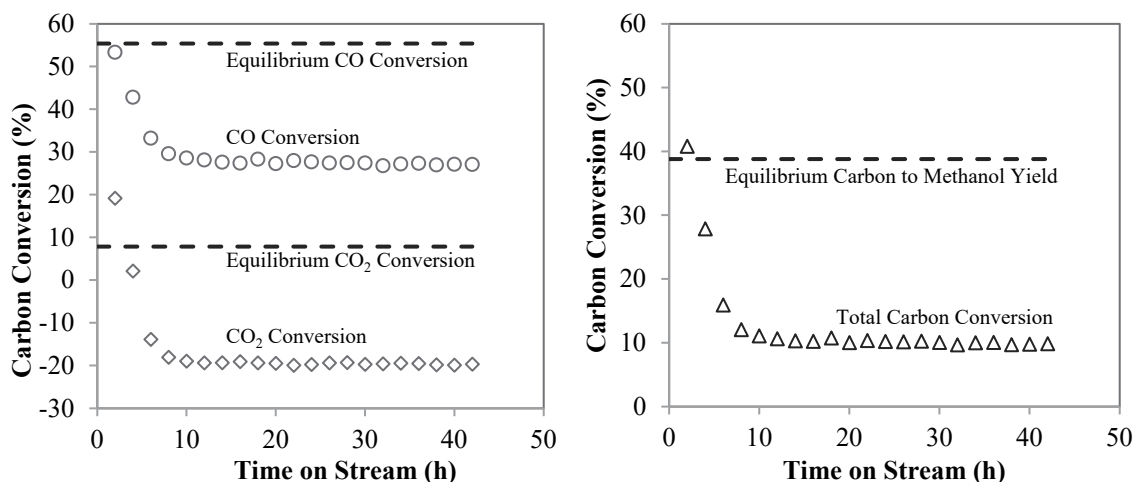 60
50
40
30
20
10
0
-10
-20
-30
Carbon Conversion (%)
Equilibrium CO Conversion
CO Conversion
Equilibrium CO₂ Conversion
CO₂ Conversion
0 10 20 30 40 50
Time on Stream (h)
60
50
40
30
20
10
0
Carbon Conversion (%)
Equilibrium Carbon to Methanol Yield
Total Carbon Conversion
0 10 20 30 40 50
Time on Stream (h)